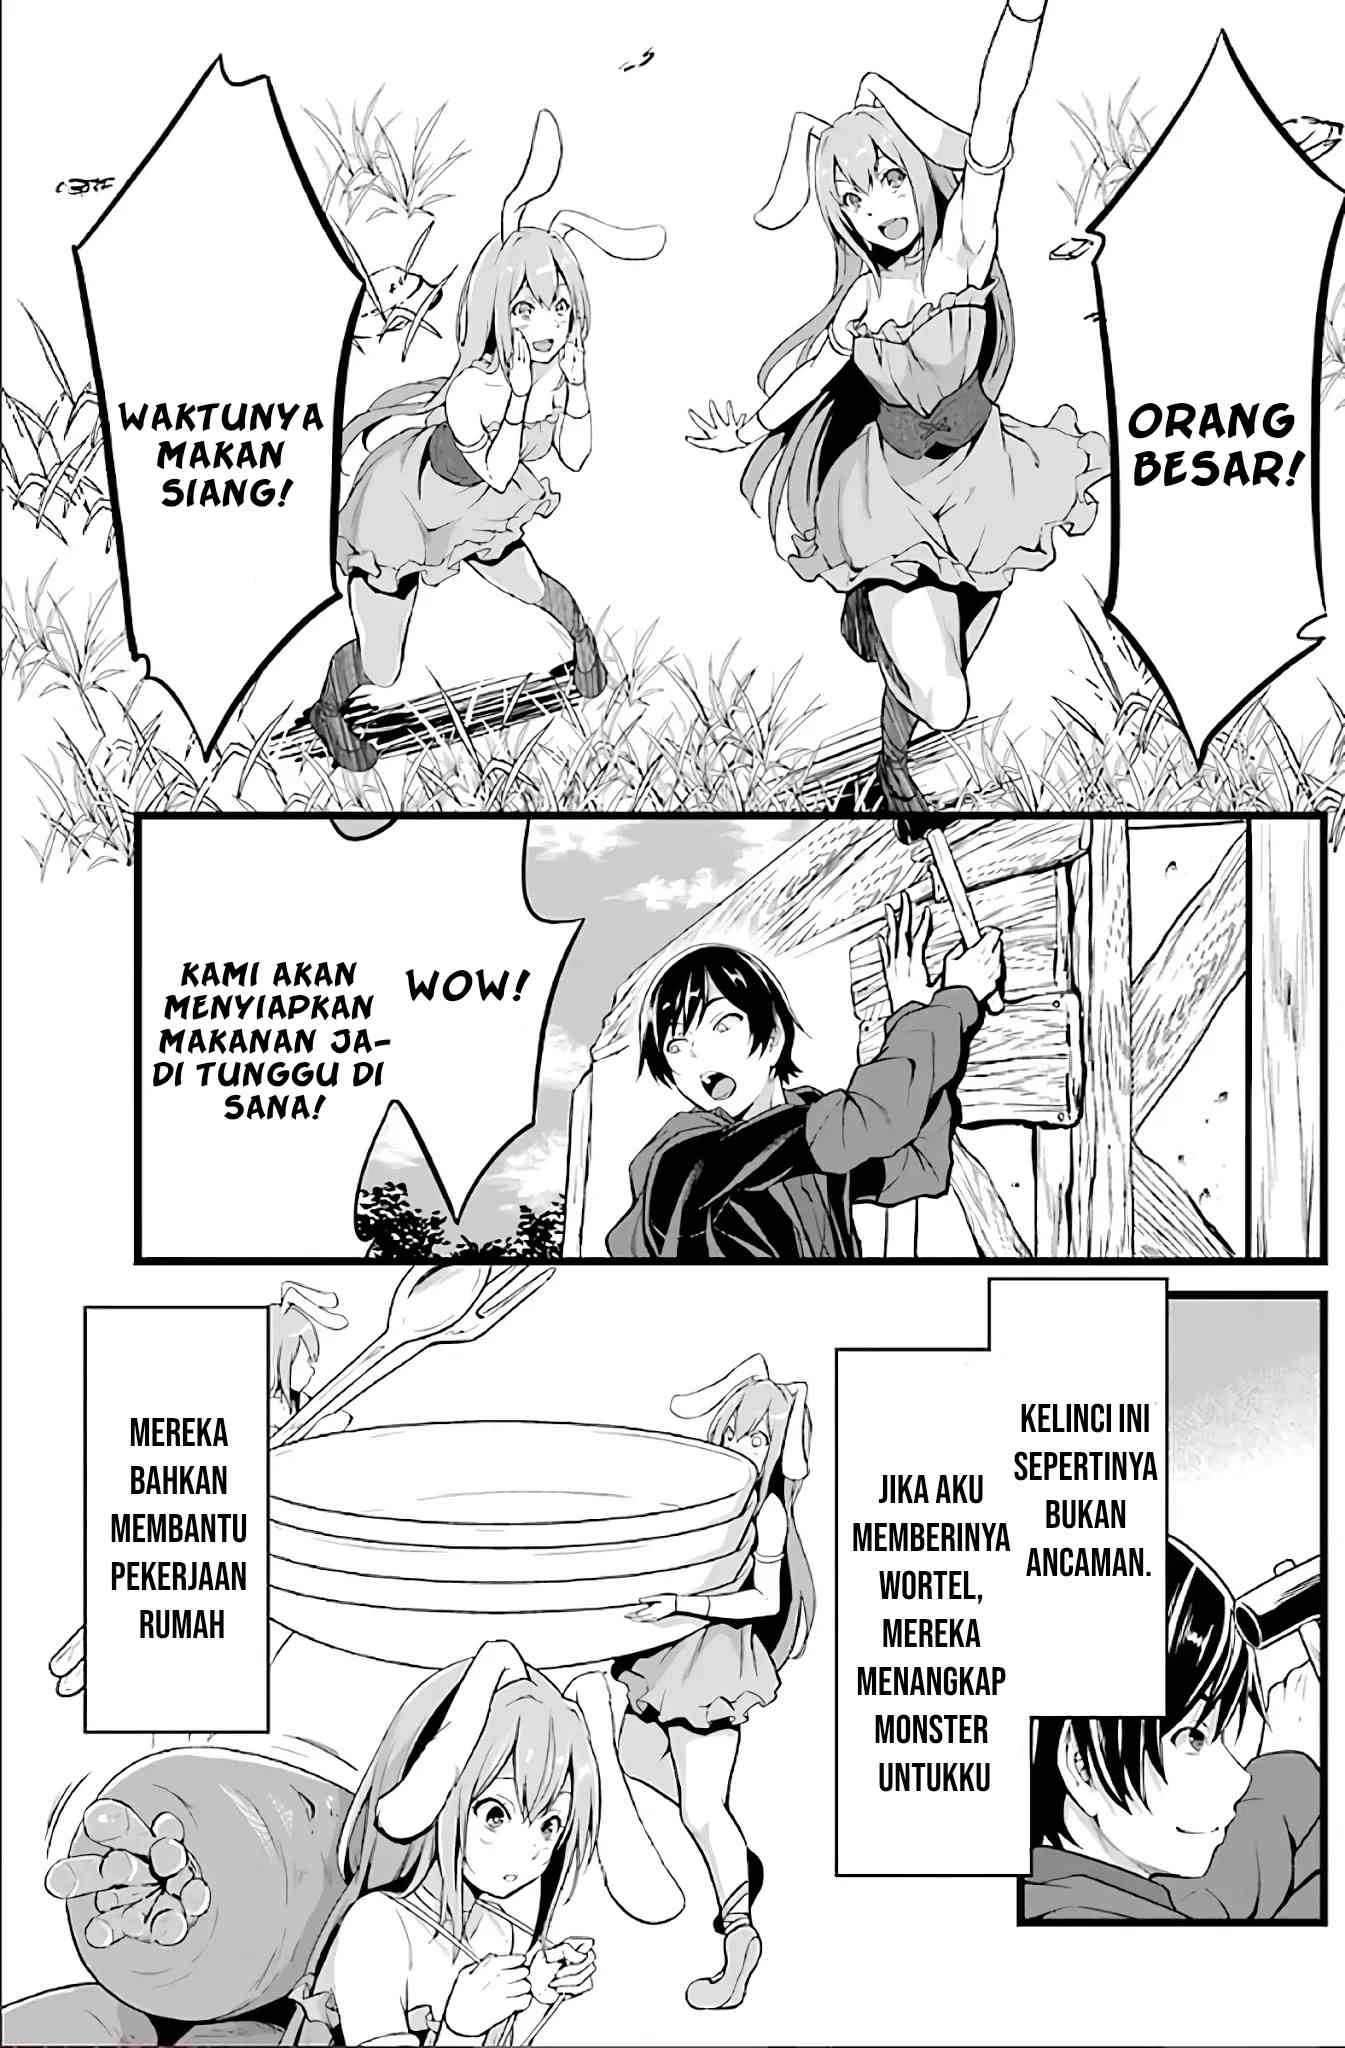 ORANG
BESAR!
WAKTUNYA
MAKAN
SIANG!
WOW!
KAMI AKAN
MENYIAPKAN
MAKANAN JA-
DI TUNGGU DI
SANA!
KELINCI INI
SEPERTINYA
BUKAN
ANCAMAN.
JIKA AKU
MEMBERINYA
WORTEL,
MEREKA
MENANGKAP
MONSTER
UNTUKKU
MEREKA
BAHKAN
MEMBANTU
PEKERJAAN
RUMAH